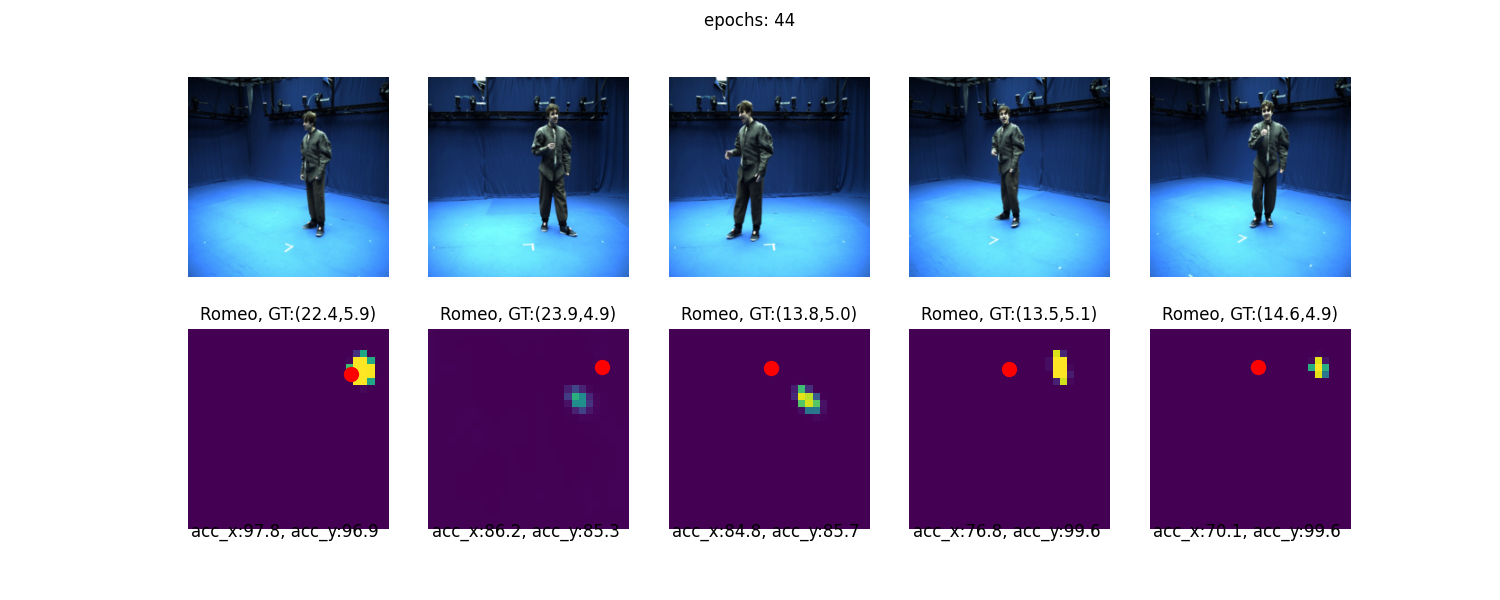 epochs: 44
Romeo, GT:(22.4,5.9)
Romeo, GT:(23.9,4.9)
Romeo, GT:(13.8,5.0)
Romeo, GT:(13.5,5.1)
Romeo, GT:(14.6,4.9)
acc_x:97.8, acc_y:96.9
acc_x:86.2, acc_y:85.3
acc_x:84.8, acc_y:85.7
acc_x:76.8, acc_y:99.6
acc_x:70.1, acc_y:99.6